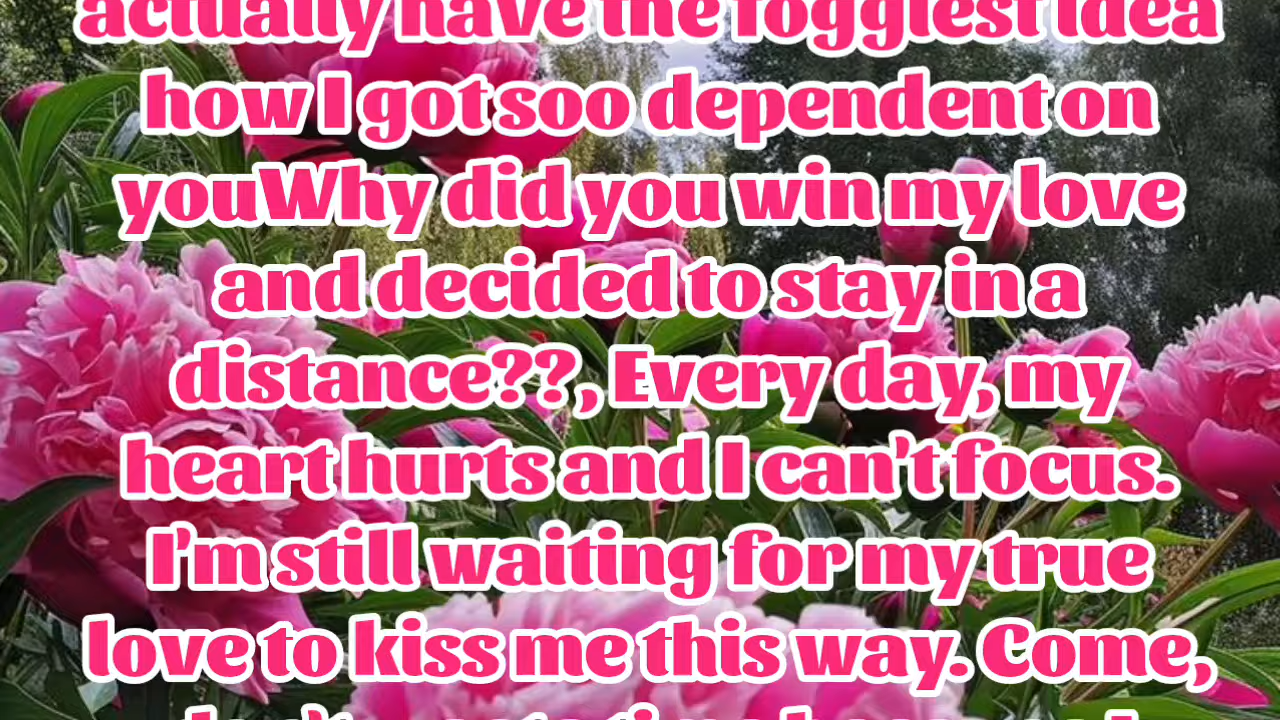 actually have the foggiest idea
how I got soo dependent on
youWhy did you win my love
and decided to stay in a
distance??, Every day, my
heart hurts and I can't focus.
I'm still waiting for my true
love to kiss me this way. Come,